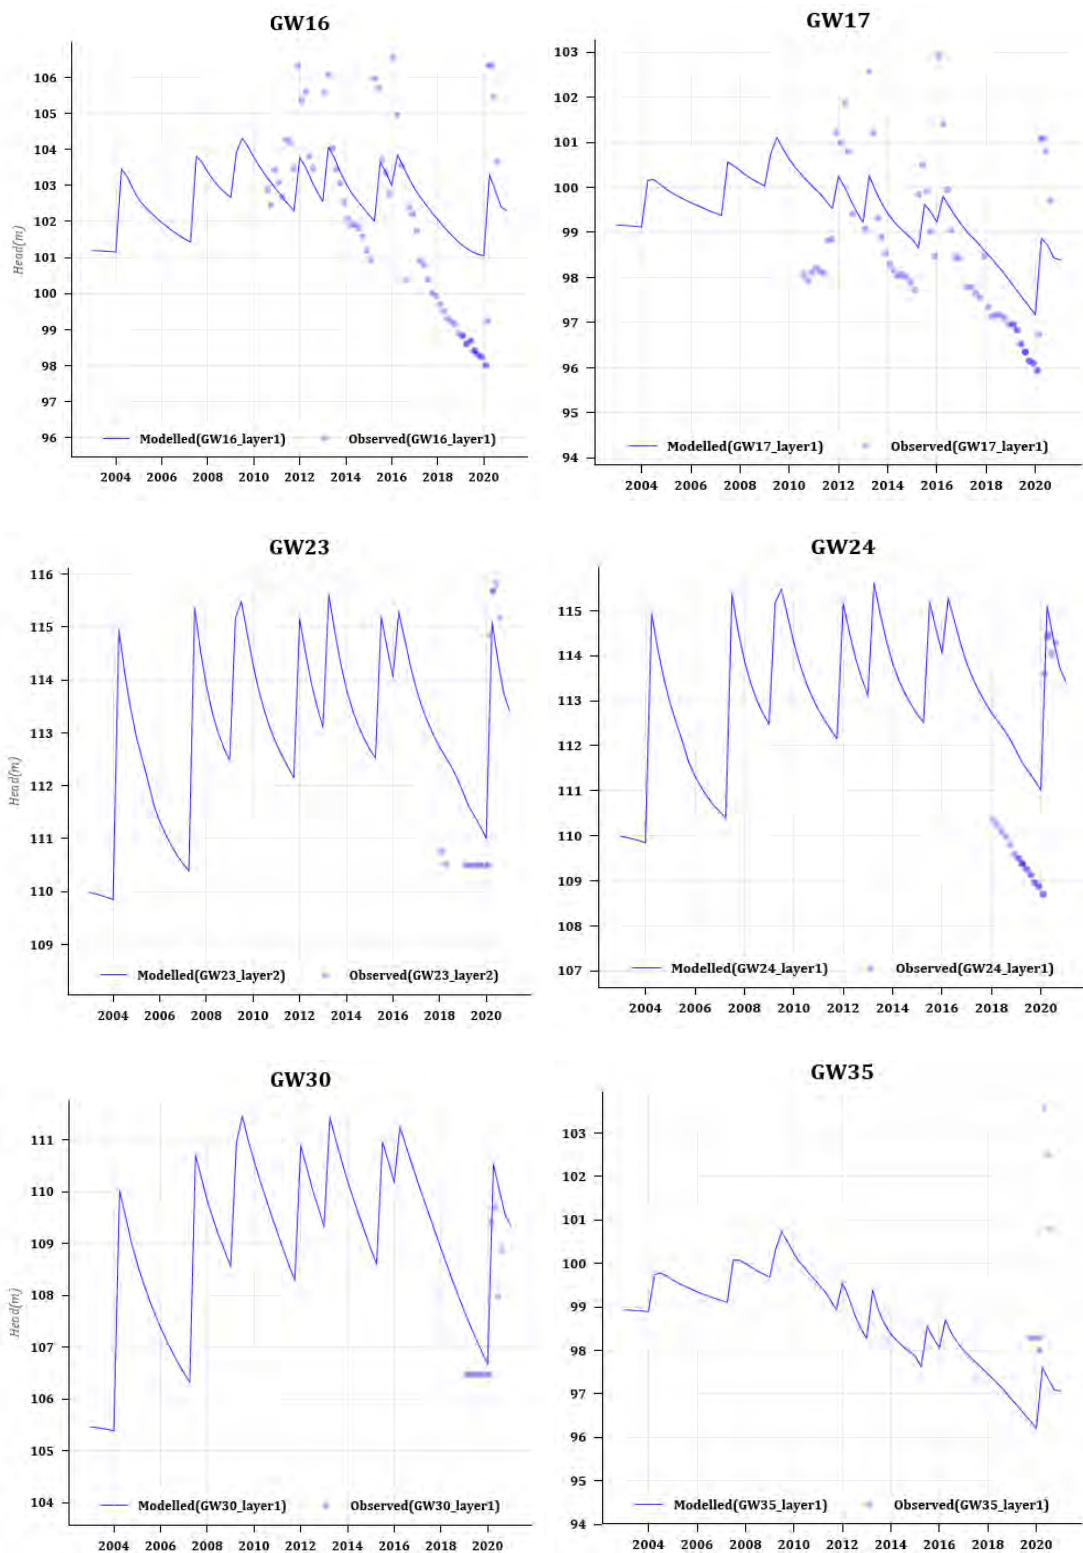 GW16
106
105
104
103
102
101
100
99
98
97
96
Head(m)
Modelled(GW16_layer1) Observed(GW16_layer1)
2004 2006 2008 2010 2012 2014 2016 2018 2020
GW17
103
102
101
100
99
98
97
96
95
94
Modelled(GW17_layer1) Observed(GW17_layer1)
2004 2006 2008 2010 2012 2014 2016 2018 2020
GW23
116
115
114
113
112
111
110
109
Head(m)
Modelled(GW23_layer2) Observed(GW23_layer2)
2004 2006 2008 2010 2012 2014 2016 2018 2020
GW24
115
114
113
112
111
110
109
108
107
Modelled(GW24_layer1) Observed(GW24_layer1)
2004 2006 2008 2010 2012 2014 2016 2018 2020
GW30
111
110
109
108
107
106
105
104
Head(m)
Modelled(GW30_layer1) Observed(GW30_layer1)
2004 2006 2008 2010 2012 2014 2016 2018 2020
GW35
103
102
101
100
99
98
97
96
95
94
Modelled(GW35_layer1) Observed(GW35_layer1)
2004 2006 2008 2010 2012 2014 2016 2018 2020